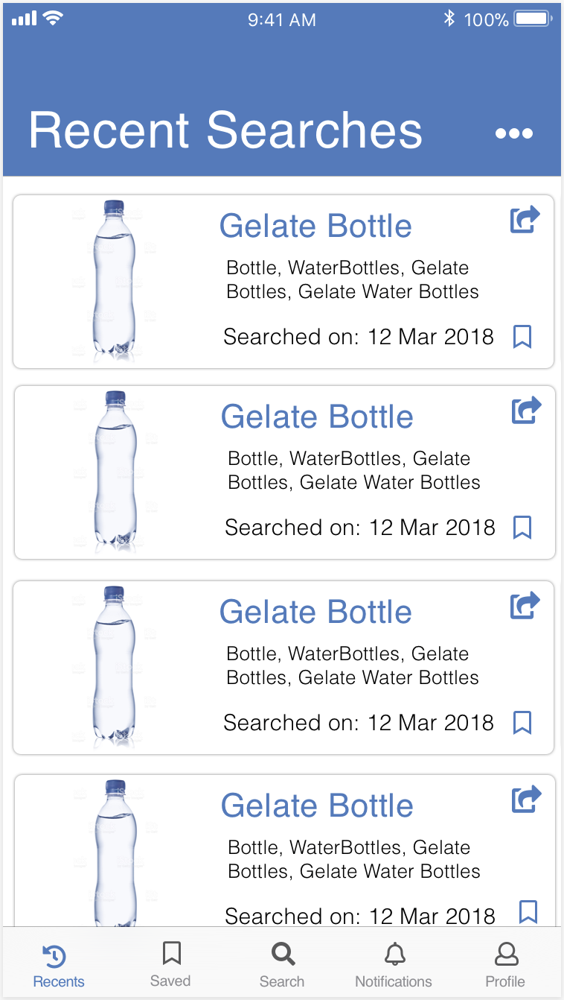 9:41 AM
100%
Recent Searches
Gelate Bottle
Bottle, WaterBottles, Gelate
Bottles, Gelate Water Bottles
Searched on: 12 Mar 2018
Gelate Bottle
Bottle, WaterBottles, Gelate
Bottles, Gelate Water Bottles
Searched on: 12 Mar 2018
Gelate Bottle
Bottle, WaterBottles, Gelate
Bottles, Gelate Water Bottles
Searched on: 12 Mar 2018
Gelate Bottle
Bottle, WaterBottles, Gelate
Bottles, Gelate Water Bottles
Searched on: 12 Mar 2018
Recents
Saved
Search
Notifications
Profile